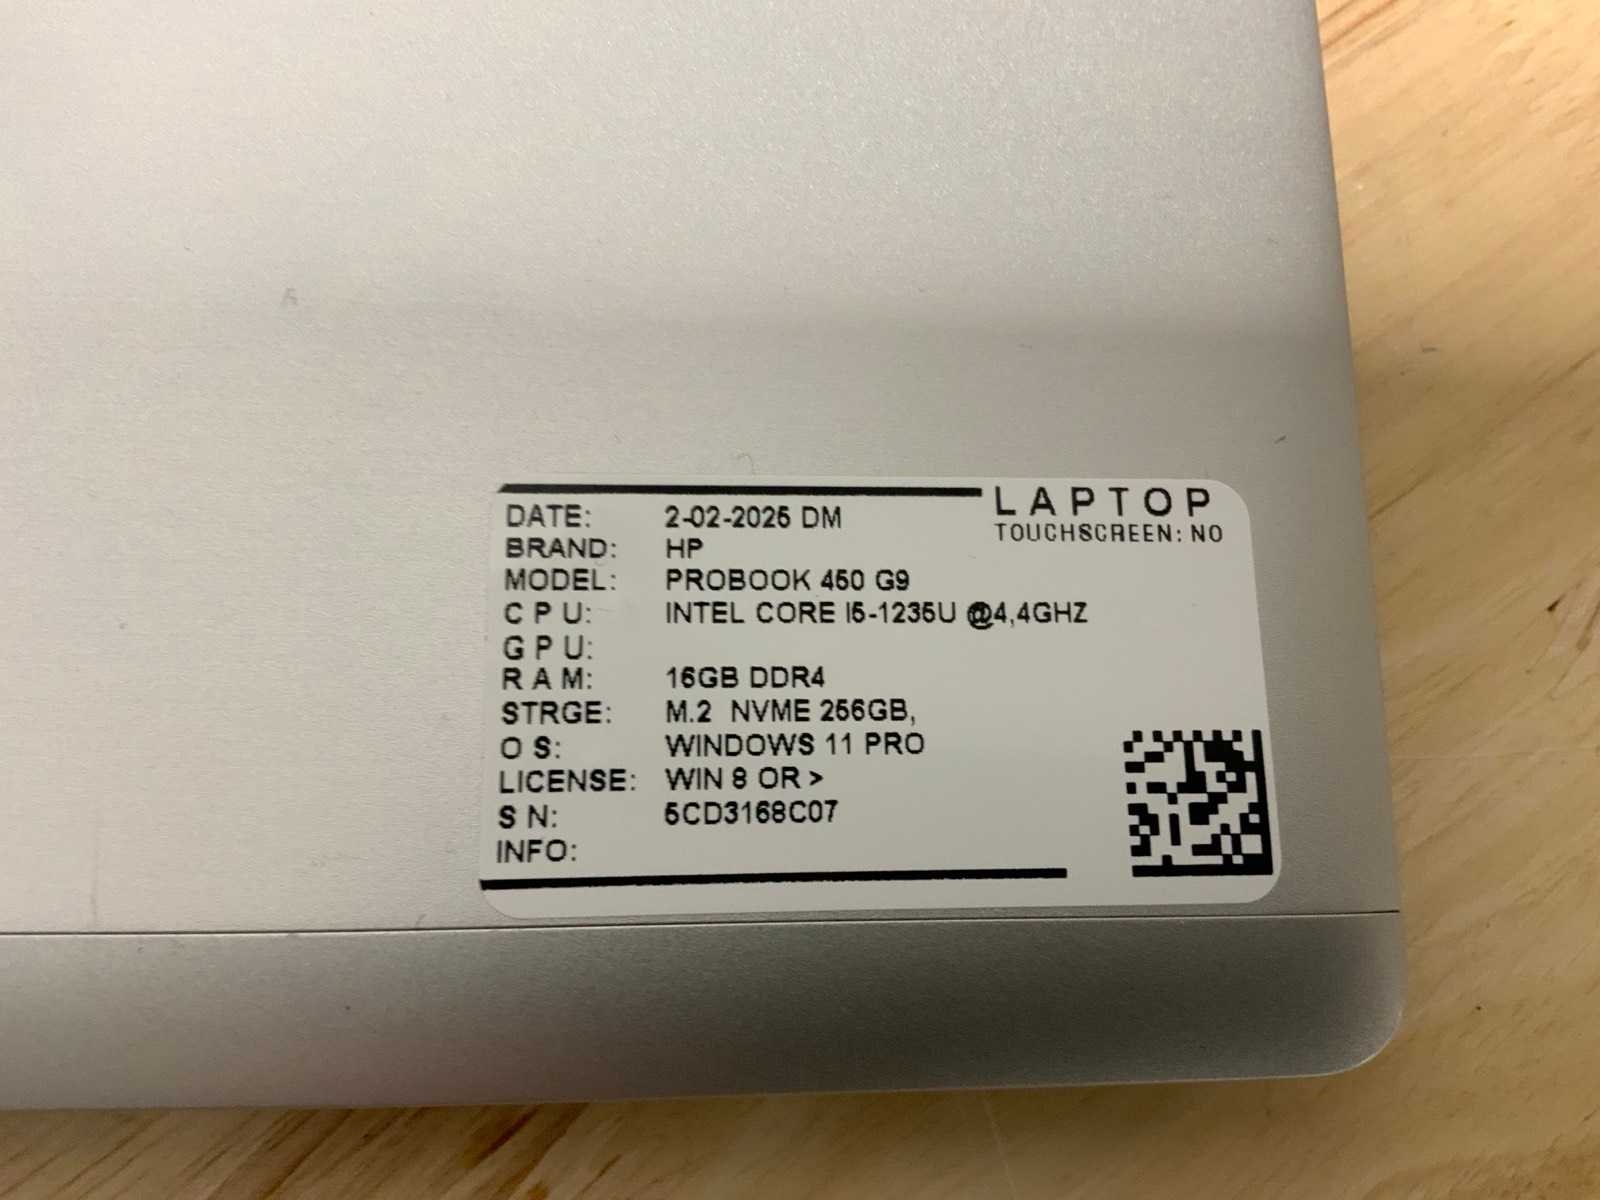 LAPTOP
TOUCHSCREEN: NO
DATE: 2-02-2025 DM
BRAND: HP
MODEL: PROBOOK 450 G9
CPU: INTEL CORE I5-1235U @4,4GHZ
GPU:
RAM: 16GB DDR4
STRGE: M.2 NVME 256GB,
OS: WINDOWS 11 PRO
LICENSE: WIN 8 OR >
SN: 5CD3168C07
INFO: